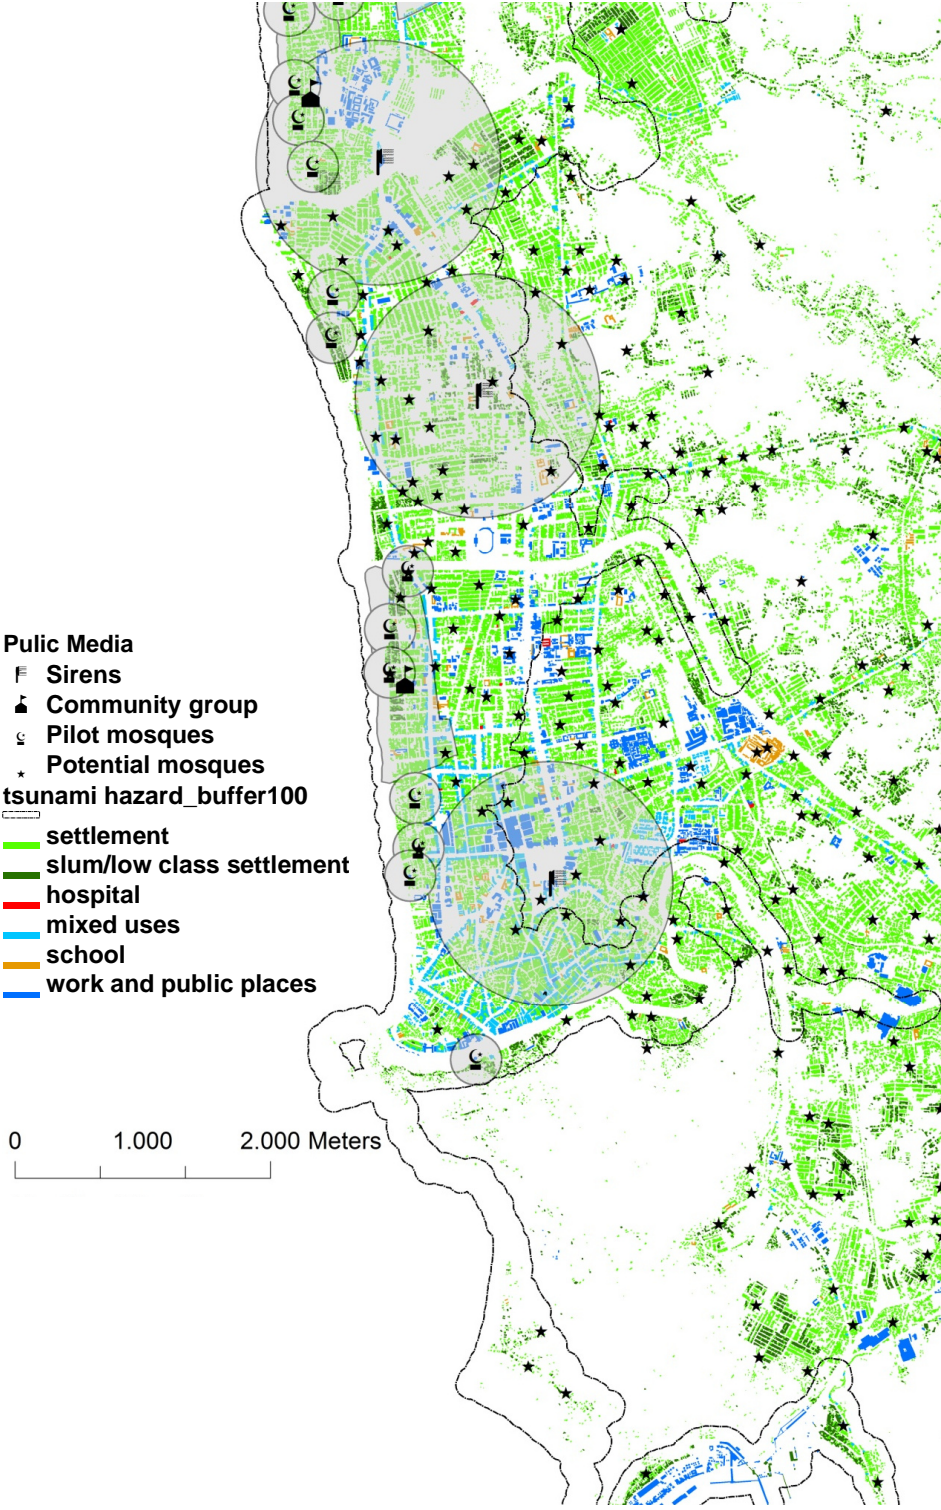 Pulic Media
Sirens
Community group
Pilot mosques
Potential mosques
tsunami hazard_buffer100
settlement
slum/low class settlement
hospital
mixed uses
school
work and public places
0 1.000 2.000 Meters